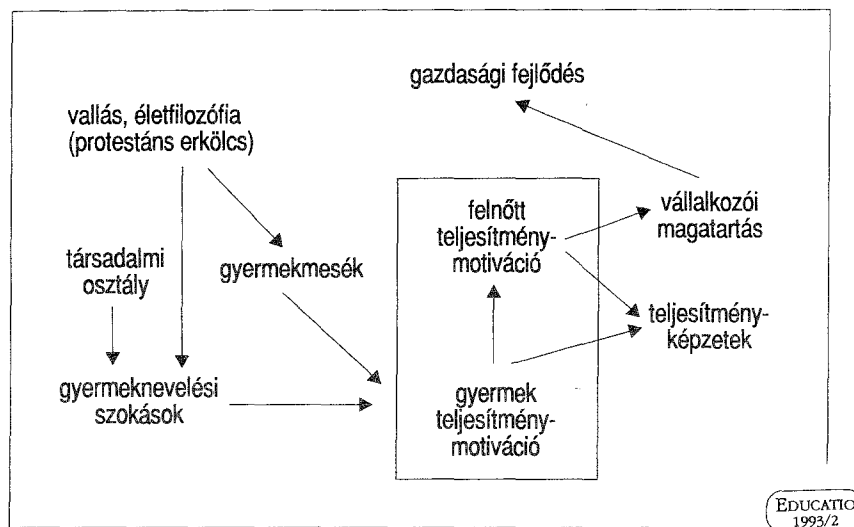 gazdasági fejlődés
vallás, életfilozófia
(protestáns erkölcs)
felnőtt
teljesítmény-
motiváció
vállalkozói
magatartás
társadalmi
osztály
gyermekmesék
teljesítmény-
képzetek
gyermeknevelési
szokások
gyermek
teljesítmény-
motiváció
EDUCATIO
1993/2